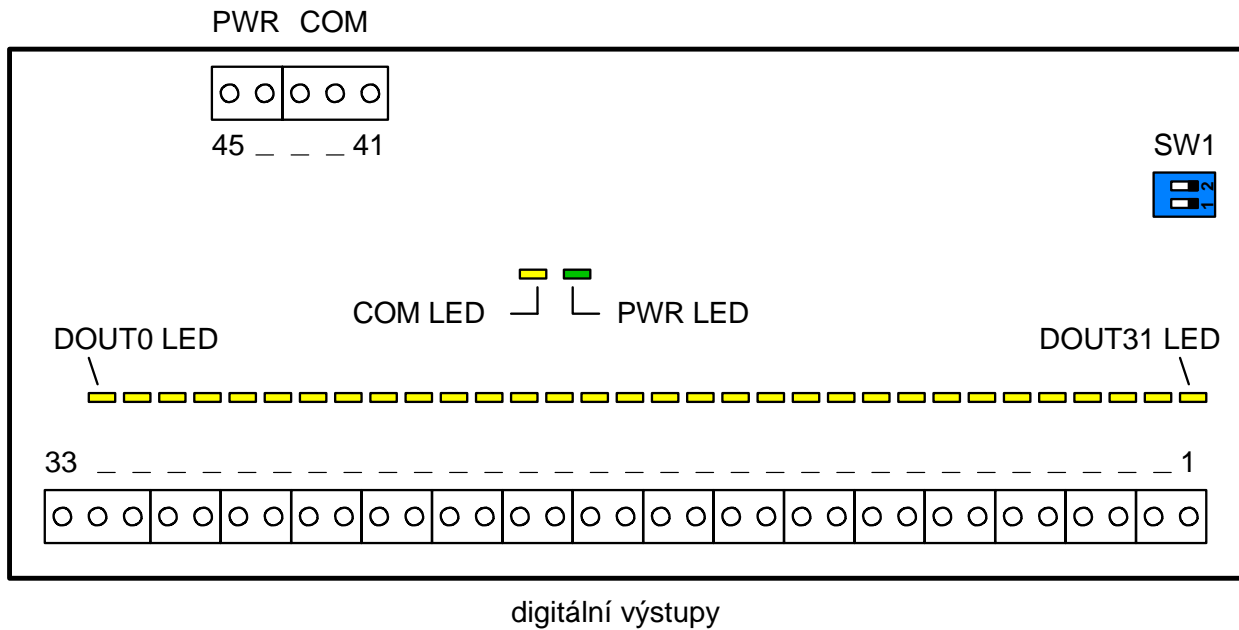 PWR COM
45 _ _ _ 41
SW1
2
1
COM LED
PWR LED
DOUT0 LED
DOUT31 LED
33 _ _ _ _ _ _ _ _ _ _ _ _ _ _ _ _ _ _ _ _ _ _ _ _ _ _ _ _ _ _ _ 1
digitální výstupy